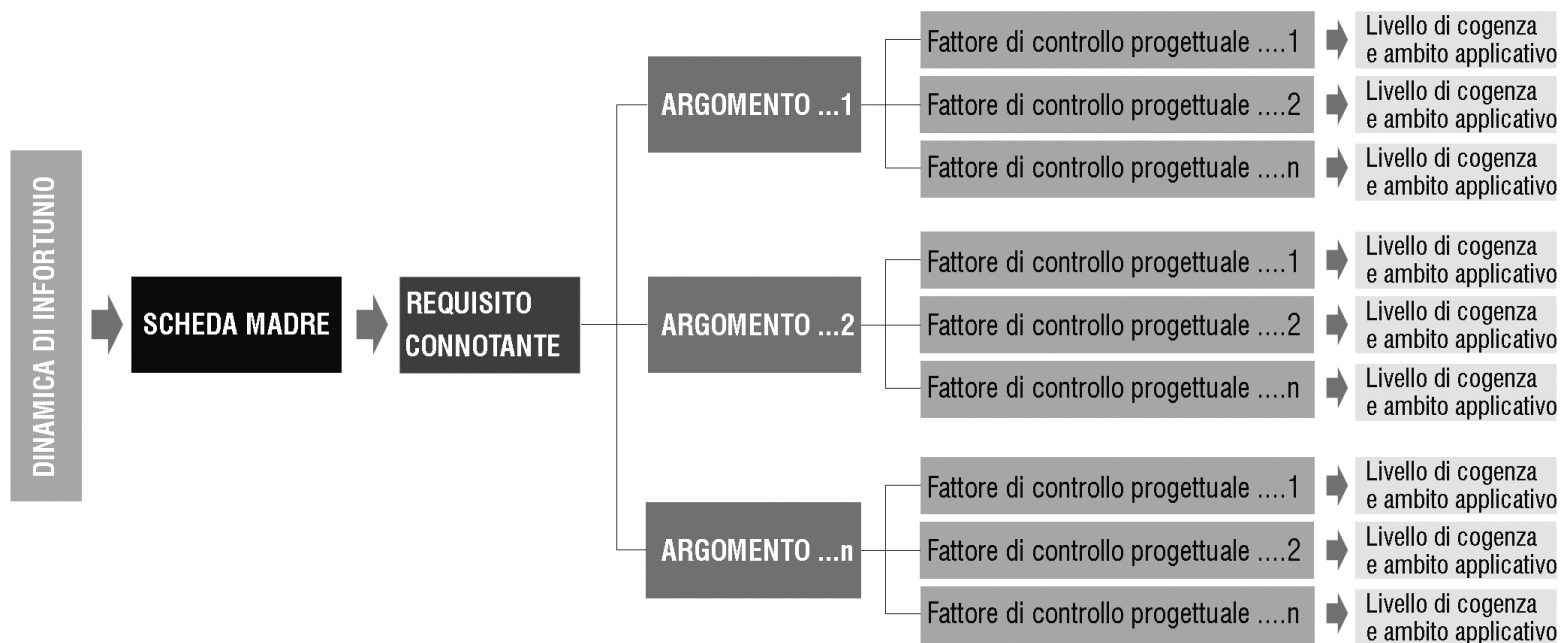 DINAMICA DI INFORTUNIO
SCHEDA MADRE
REQUISITO
CONNOTANTE
ARGOMENTO ...1
Fattore di controllo progettuale ....1
Livello di cogenza
e ambito applicativo
Fattore di controllo progettuale ....2
Livello di cogenza
e ambito applicativo
Fattore di controllo progettuale ....n
Livello di cogenza
e ambito applicativo
ARGOMENTO ...2
Fattore di controllo progettuale ....1
Livello di cogenza
e ambito applicativo
Fattore di controllo progettuale ....2
Livello di cogenza
e ambito applicativo
Fattore di controllo progettuale ....n
Livello di cogenza
e ambito applicativo
ARGOMENTO ...n
Fattore di controllo progettuale ....1
Livello di cogenza
e ambito applicativo
Fattore di controllo progettuale ....2
Livello di cogenza
e ambito applicativo
Fattore di controllo progettuale ....n
Livello di cogenza
e ambito applicativo